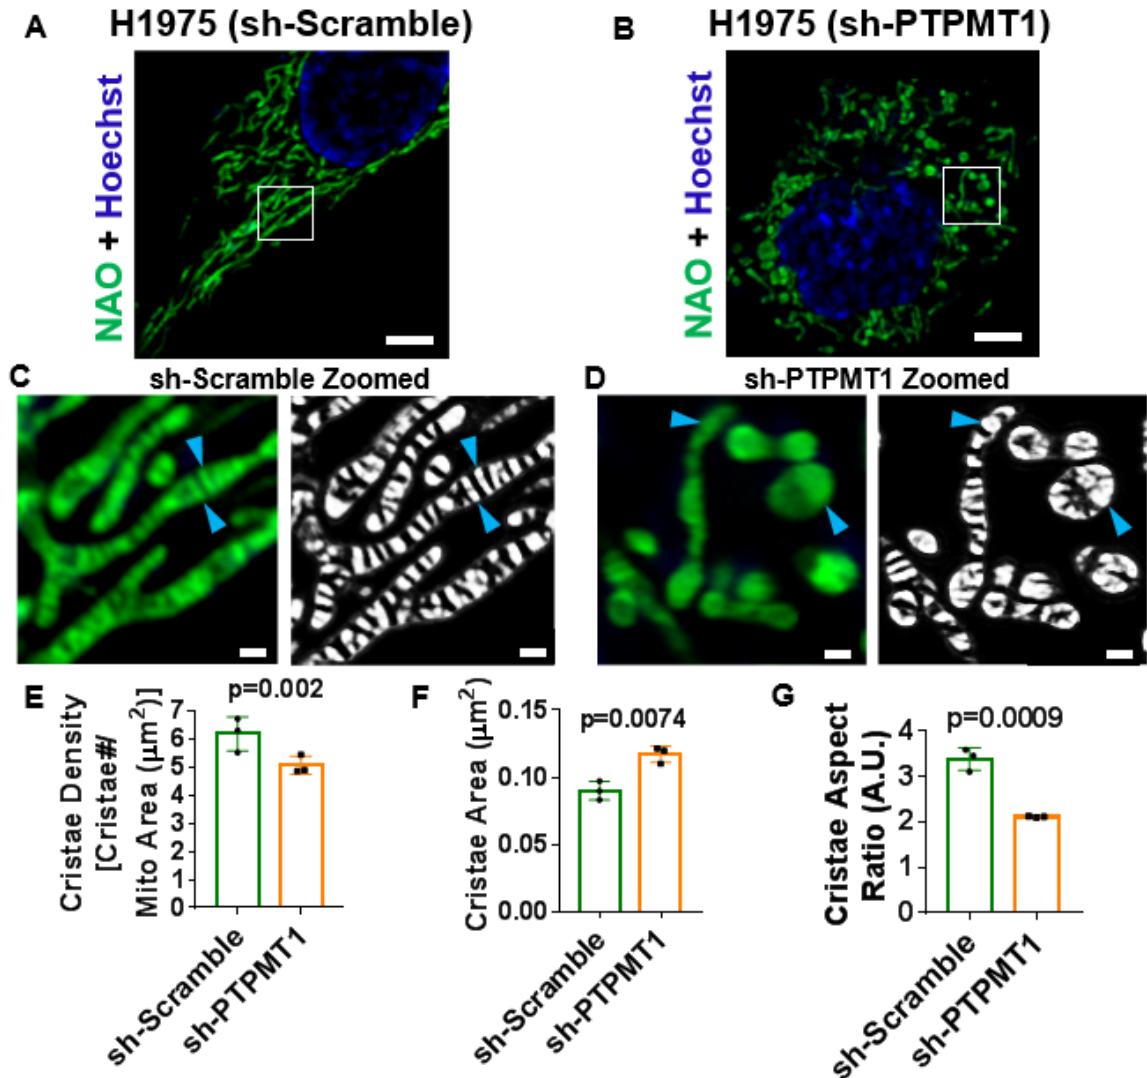 A
H1975 (sh-Scramble)
B
H1975 (sh-PTPMT1)
NAO + Hoechst
NAO + Hoechst
C
sh-Scramble Zoomed
D
sh-PTPMT1 Zoomed
E
p=0.002
Cristae Density
[Cristae#/
Mito Area (μm²)]
7
6
5
4
3
2
1
0
sh-Scramble
sh-PTPMT1
F
p=0.0074
Cristae Area (μm²)
0.15
0.10
0.05
0.00
sh-Scramble
sh-PTPMT1
G
p=0.0009
Cristae Aspect
Ratio (A.U.)
4
3
2
1
0
sh-Scramble
sh-PTPMT1